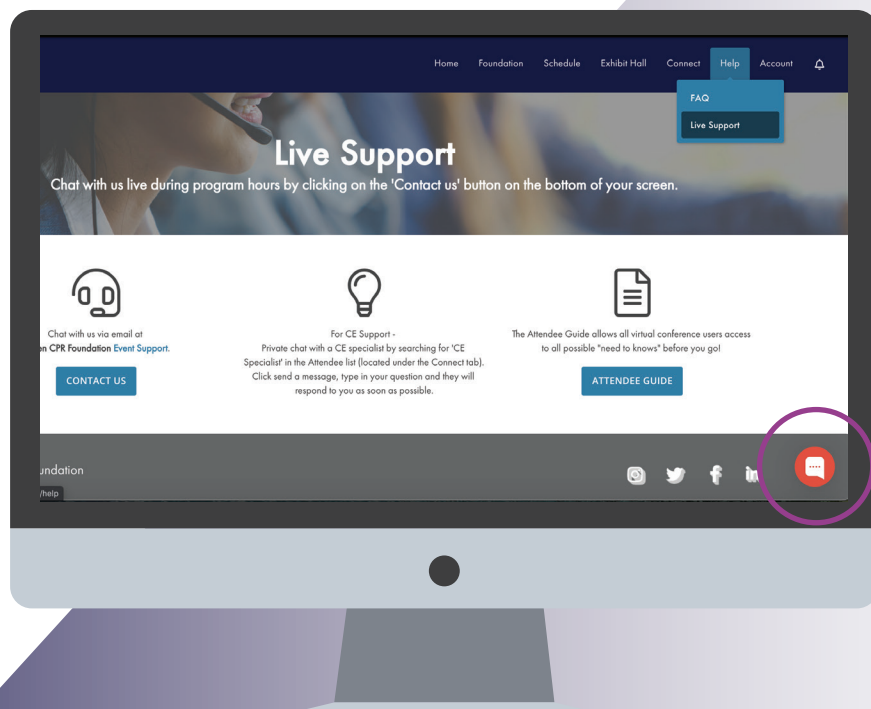 Home Foundation Schedule Exhibit Hall Connect Help Account
FAQ
Live Support
Live Support
Chat with us live during program hours by clicking on the 'Contact us' button on the bottom of your screen.
Chat with us via email at
en CPR Foundation Event Support.
CONTACT US
For CE Support -
Private chat with a CE specialist by searching for 'CE
Specialist' in the Attendee list (located under the Connect tab).
Click send a message, type in your question and they will
respond to you as soon as possible.
The Attendee Guide allows all virtual conference users access
to all possible "need to knows" before you go!
ATTENDEE GUIDE
undation
/help